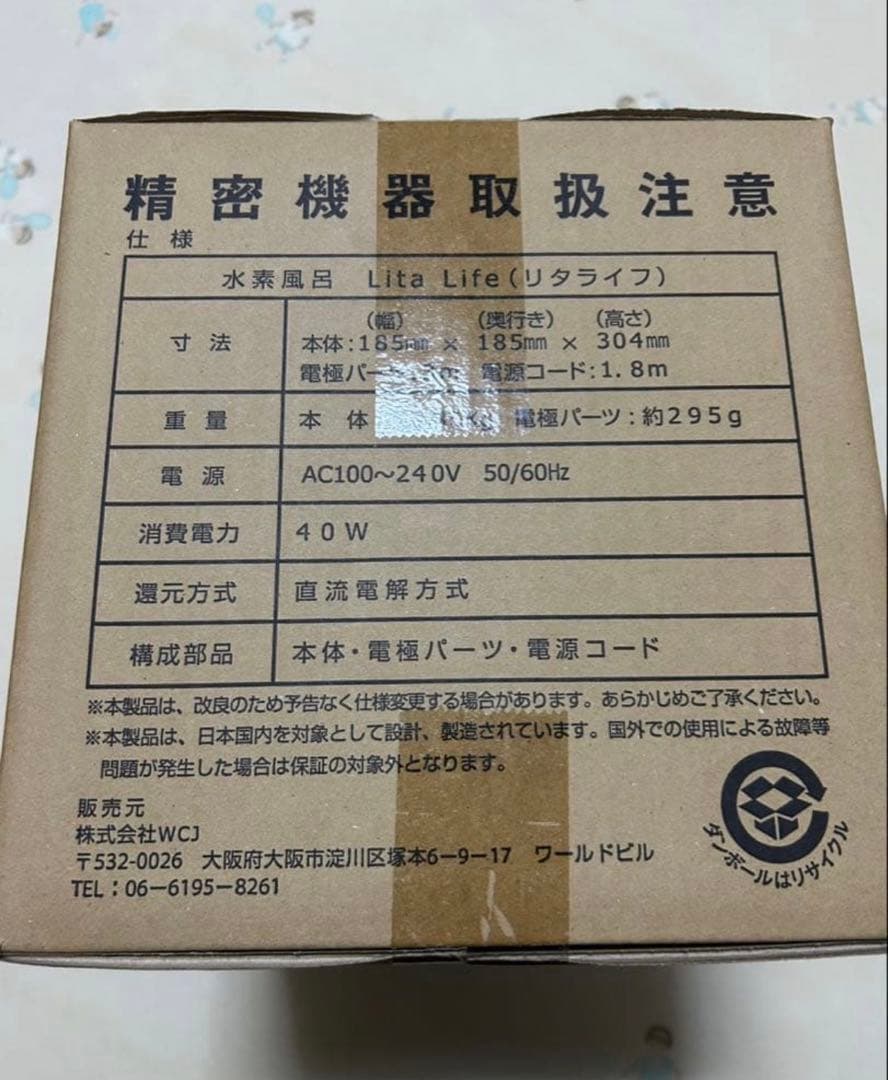 精密機器取扱注意
仕様
水素風呂 Lita Life(リタライフ)
寸法
(幅) (奥行き) (高さ)
本体:185mm × 185mm × 304mm
電極パーツ 電源コード:1.8m
重量
本体 電極パーツ:約295g
電源 AC100〜240V 50/60Hz
消費電力 40W
還元方式 直流電解方式
構成部品 本体・電極パーツ・電源コード
※本製品は、改良のため予告なく仕様変更する場合があります。あらかじめご了承ください。
※本製品は、日本国内を対象として設計、製造されています。国外での使用による故障等
問題が発生した場合は保証の対象外となります。
販売元
株式会社WCJ
〒532-0026 大阪府大阪市淀川区塚本6-9-17 ワールドビル
TEL:06-6195-8261
ダンボールはリサイクル